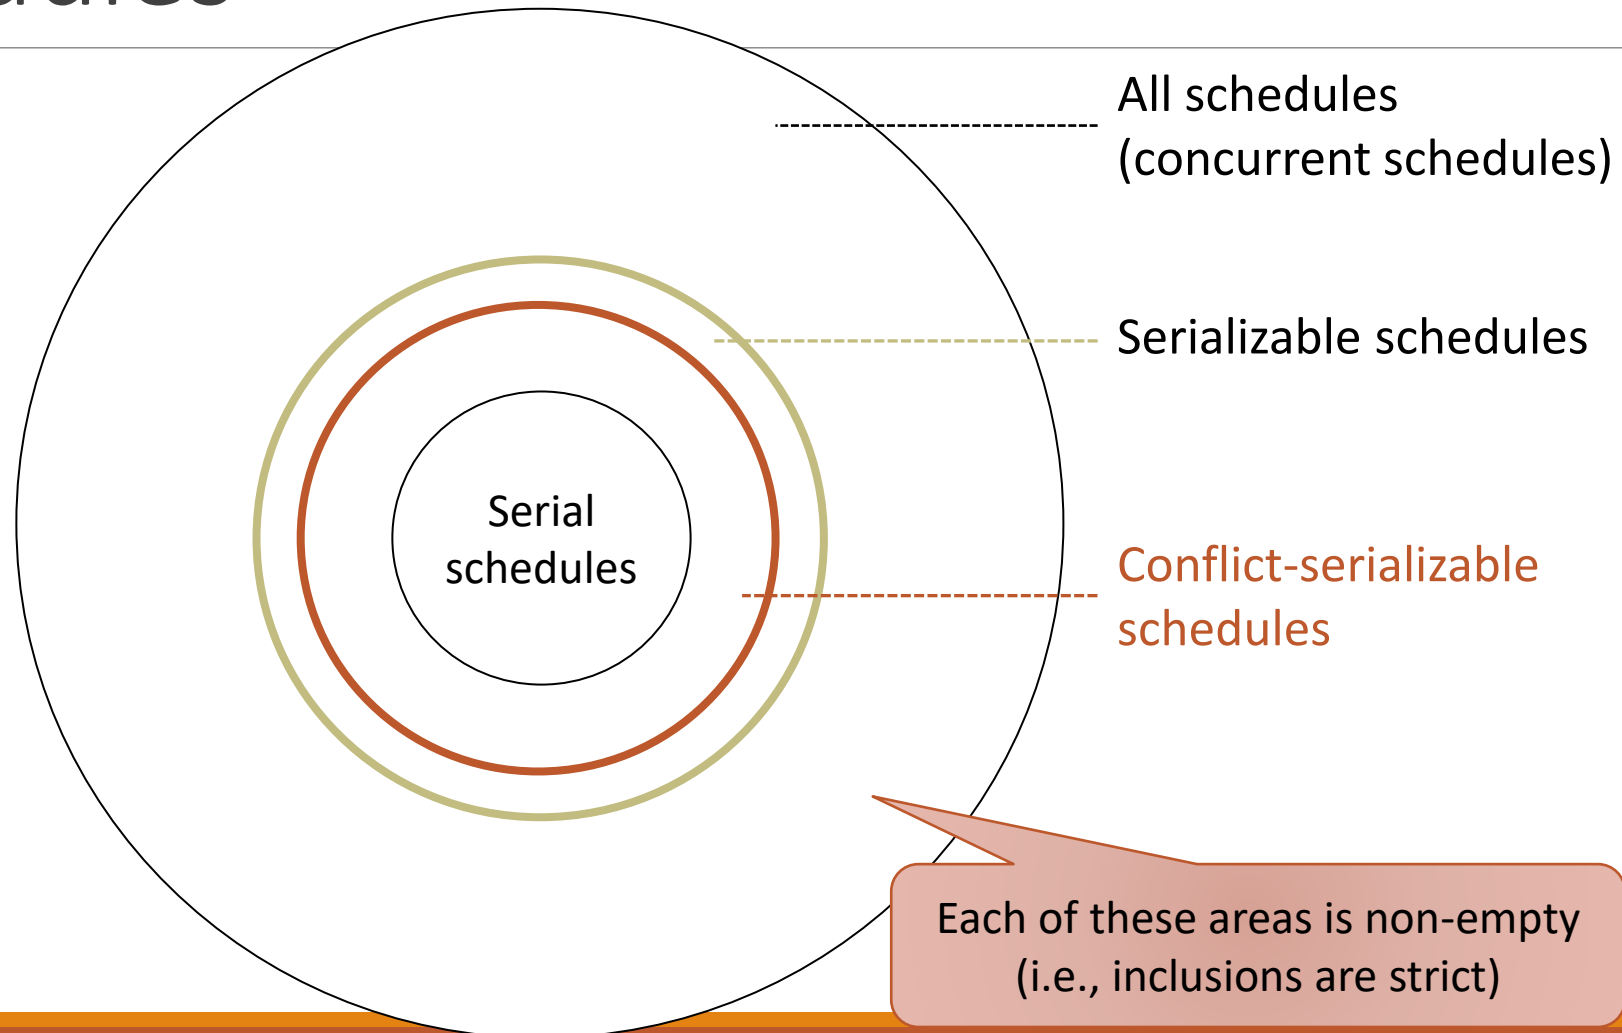 All schedules
(concurrent schedules)
Serializable schedules
Serial
schedules
Conflict-serializable
schedules
Each of these areas is non-empty
(i.e., inclusions are strict)